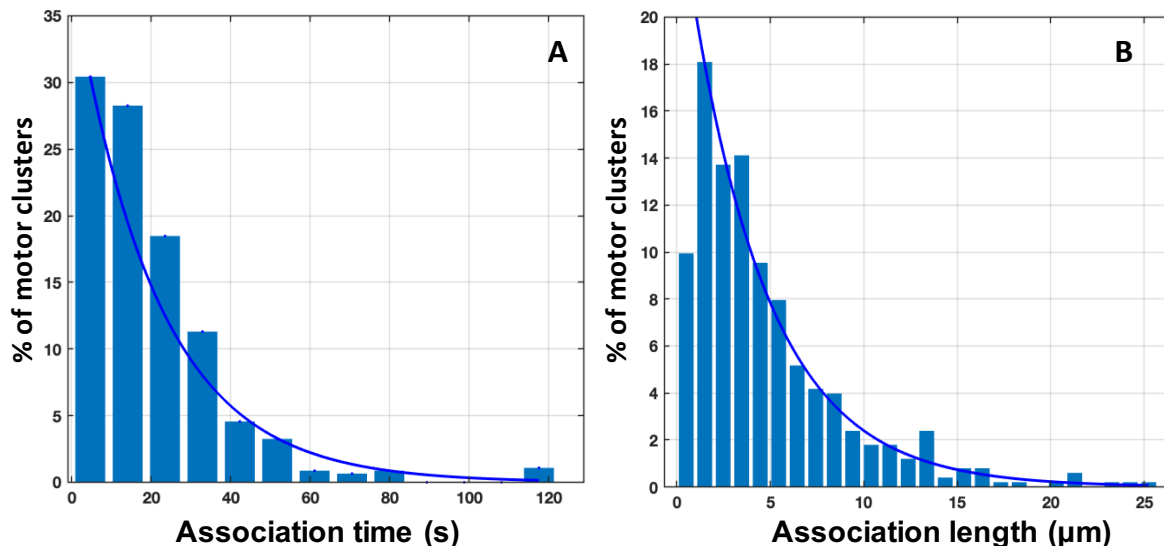 A
% of motor clusters
35
30
25
20
15
10
5
0
0 20 40 60 80 100 120
Association time (s)
B
% of motor clusters
20
18
16
14
12
10
8
6
4
2
0
0 5 10 15 20 25
Association length (μm)